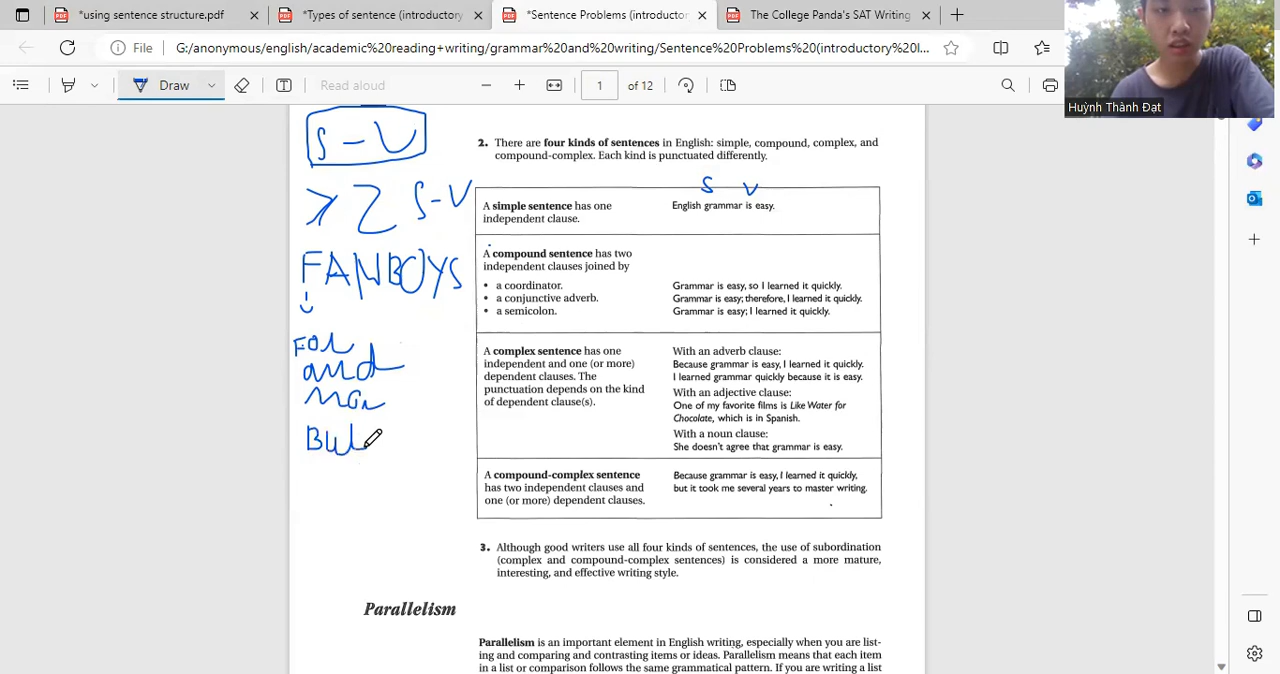 *using sentence structure.pdf
*Types of sentence (introductory
*Sentence Problems (introductor
The College Panda's SAT Writing
File
G:/anonymous/english/academic%20reading+writing/grammar%20and%20writing/Sentence%20Problems%20(introductory%20l...
Draw
Read aloud
1
of 12
Huỳnh Thành Đạt
S - V
2. There are four kinds of sentences in English: simple, compound, complex, and
compound-complex. Each kind is punctuated differently.
> 2 S-V
S V
A simple sentence has one
independent clause.
English grammar is easy.
FANBOYS
A compound sentence has two
independent clauses joined by
• a coordinator.
• a conjunctive adverb.
• a semicolon.
Grammar is easy, so I learned it quickly.
Grammar is easy; therefore, I learned it quickly.
Grammar is easy; I learned it quickly.
For
and
nor
But
A complex sentence has one
independent and one (or more)
dependent clauses. The
punctuation depends on the kind
of dependent clause(s).
With an adverb clause:
Because grammar is easy, I learned it quickly.
I learned grammar quickly because it is easy.
With an adjective clause:
One of my favorite films is Like Water for
Chocolate, which is in Spanish.
With a noun clause:
She doesn't agree that grammar is easy.
A compound-complex sentence
has two independent clauses and
one (or more) dependent clauses.
Because grammar is easy, I learned it quickly,
but it took me several years to master writing.
3. Although good writers use all four kinds of sentences, the use of subordination
(complex and compound-complex sentences) is considered a more mature,
interesting, and effective writing style.
Parallelism
Parallelism is an important element in English writing, especially when you are list-
ing and comparing and contrasting items or ideas. Parallelism means that each item
in a list or comparison follows the same grammatical pattern. If you are writing a list